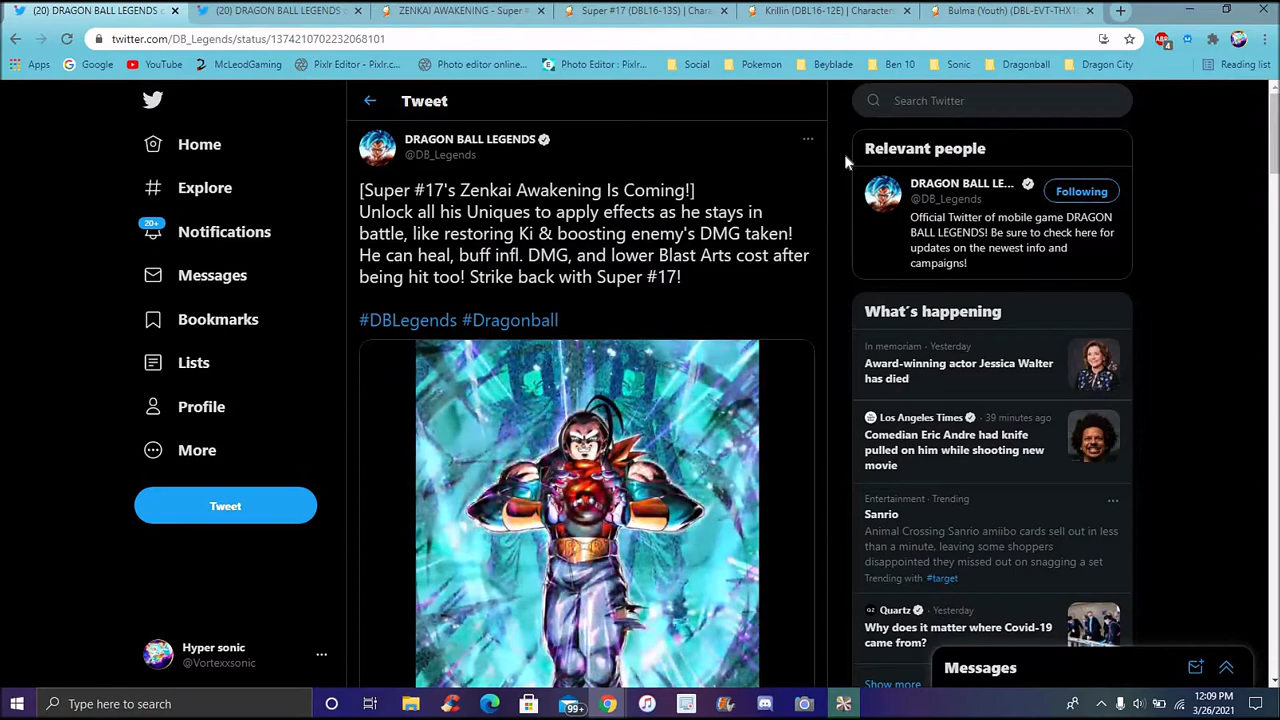 (20) DRAGON BALL LEGENDS
(20) DRAGON BALL LEGENDS
ZENKAI AWAKENING - Super #
Super #17 (DBL16-13S) | Chara
Krillin (DBL16-12E) | Characters
Bulma (Youth) (DBL-EVT-THX
twitter.com/DB_Legends/status/1374210702232068101
ABP
4
Apps
Google
YouTube
McLeodGaming
Pixlr Editor - Pixlr.c...
Photo editor online...
Photo Editor : Pixlr...
Social
Pokemon
Beyblade
Ben 10
Sonic
Dragonball
Dragon City
Reading list
Home
Explore
20+
Notifications
Messages
Bookmarks
Lists
Profile
More
Tweet
Hyper sonic
@Vortexxsonic
Tweet
DRAGON BALL LEGENDS
@DB_Legends
[Super #17's Zenkai Awakening Is Coming!]
Unlock all his Uniques to apply effects as he stays in
battle, like restoring Ki & boosting enemy's DMG taken!
He can heal, buff infl. DMG, and lower Blast Arts cost after
being hit too! Strike back with Super #17!
#DBLegends #Dragonball
Search Twitter
Relevant people
DRAGON BALL LE...
@DB_Legends
Following
Official Twitter of mobile game DRAGON
BALL LEGENDS! Be sure to check here for
updates on the newest info and
campaigns!
What´s happening
In memoriam · Yesterday
Award-winning actor Jessica Walter
has died
Los Angeles Times · 39 minutes ago
Comedian Eric Andre had knife
pulled on him while shooting new
movie
Entertainment · Trending
Sanrio
Animal Crossing Sanrio amiibo cards sell out in less
than a minute, leaving some shoppers
disappointed they missed out on snagging a set
Trending with #target
Quartz · Yesterday
Why does it matter where Covid-19
came from?
Show more
Messages
Type here to search
99+
12:09 PM
3/26/2021